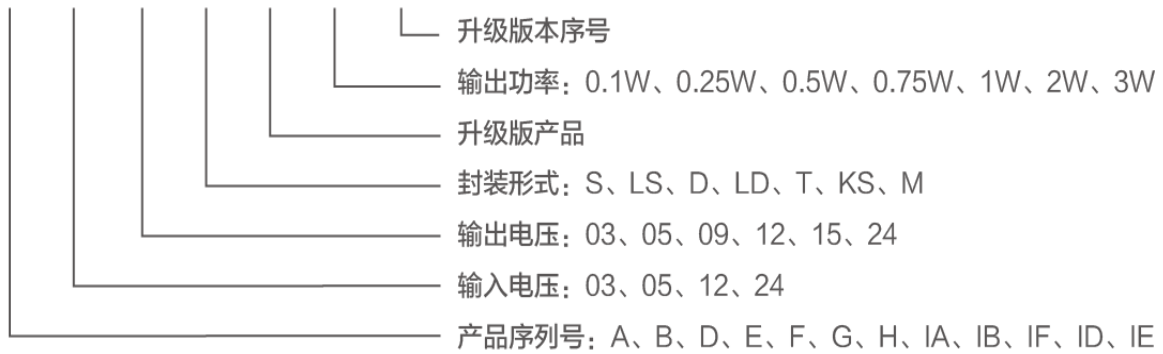 升级版本序号
输出功率：0.1W、0.25W、0.5W、0.75W、1W、2W、3W
升级版产品
封装形式：S、LS、D、LD、T、KS、M
输出电压：03、05、09、12、15、24
输入电压：03、05、12、24
产品序列号：A、B、D、E、F、G、H、IA、IB、IF、ID、IE